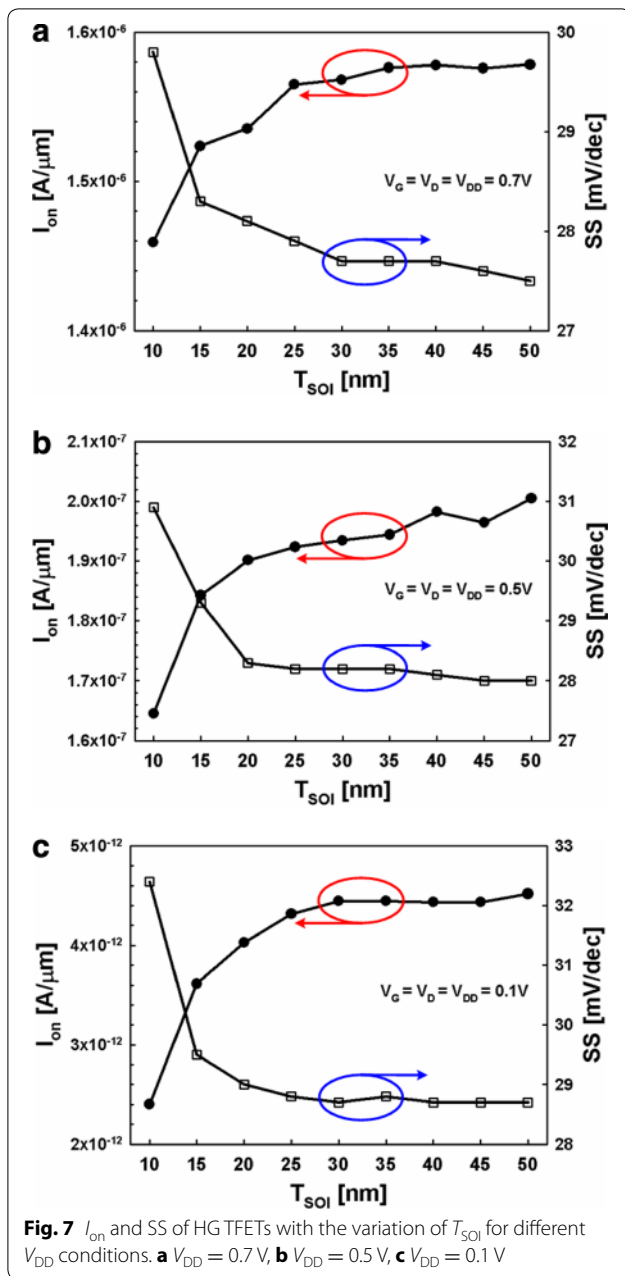 a
1.6x10⁻⁶
1.5x10⁻⁶
1.4x10⁻⁶
I_on [A/μm]
30
29
28
27
SS [mV/dec]
V_G = V_D = V_DD = 0.7V
10 15 20 25 30 35 40 45 50
T_SOI [nm]
b
2.1x10⁻⁷
2.0x10⁻⁷
1.9x10⁻⁷
1.8x10⁻⁷
1.7x10⁻⁷
1.6x10⁻⁷
I_on [A/μm]
32
31
30
29
28
27
SS [mV/dec]
V_G = V_D = V_DD = 0.5V
10 15 20 25 30 35 40 45 50
T_SOI [nm]
c
5x10⁻¹²
4x10⁻¹²
3x10⁻¹²
2x10⁻¹²
I_on [A/μm]
33
32
31
30
29
28
SS [mV/dec]
V_G = V_D = V_DD = 0.1V
10 15 20 25 30 35 40 45 50
T_SOI [nm]
Fig. 7 I_on and SS of HG TFETs with the variation of T_SOI for different
V_DD conditions. a V_DD = 0.7 V, b V_DD = 0.5 V, c V_DD = 0.1 V